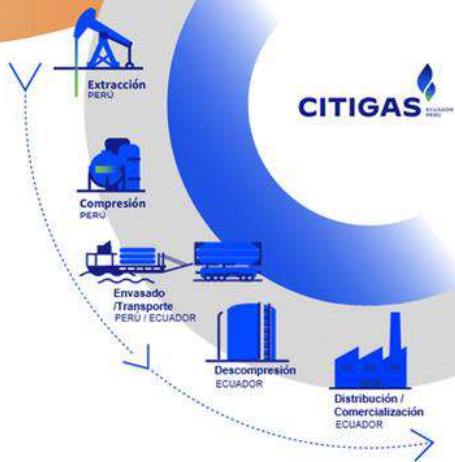 Extracción
PERÚ
CITIGAS
ECUADOR
PERÚ
Compresión
PERÚ
Envasado
/Transporte
PERÚ / ECUADOR
Descompresión
ECUADOR
Distribución /
Comercialización
ECUADOR